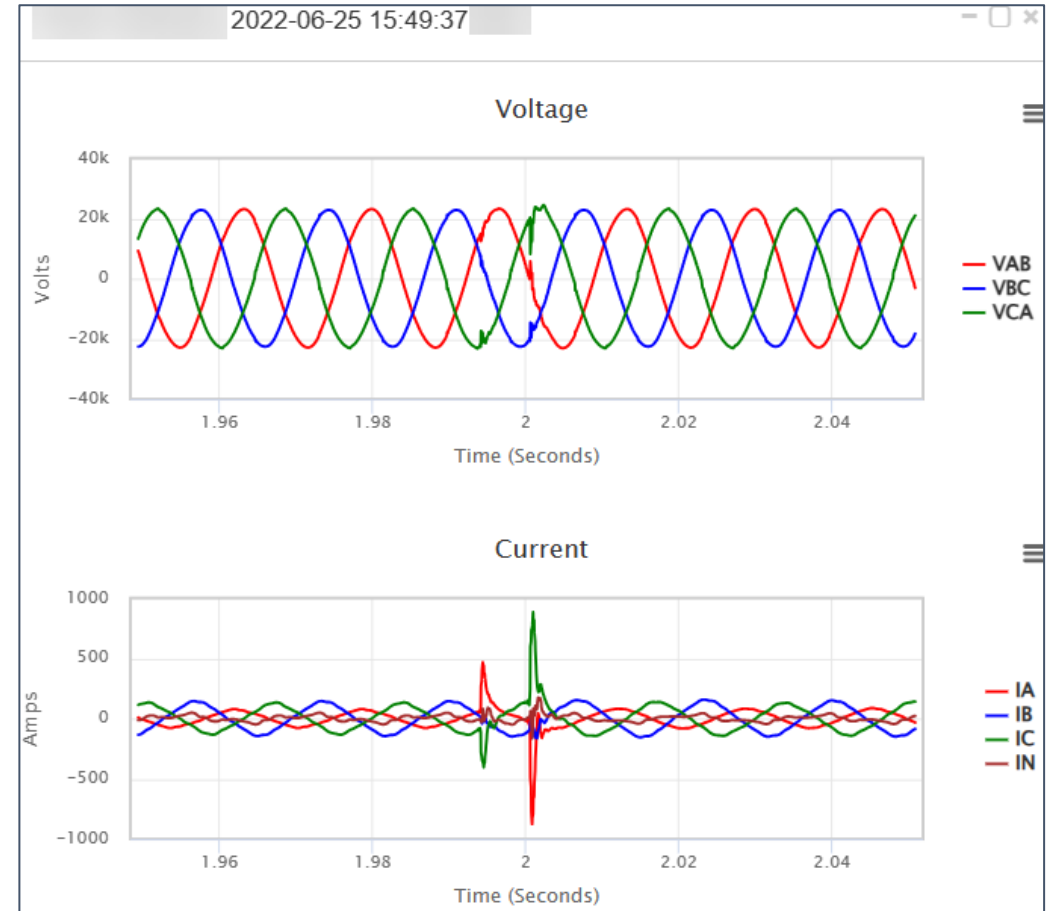 2022-06-25 15:49:37
Voltage
40k
20k
0
−20k
−40k
Volts
1.96
1.98
2
2.02
2.04
Time (Seconds)
VAB
VBC
VCA
Current
1000
500
0
−500
−1000
Amps
1.96
1.98
2
2.02
2.04
Time (Seconds)
IA
IB
IC
IN